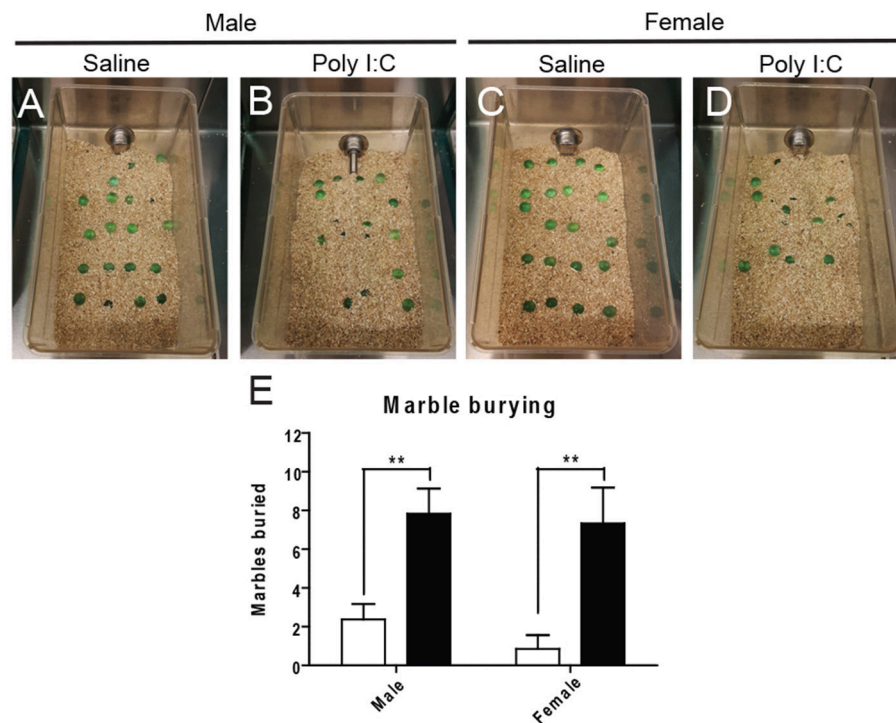 Male Female
Saline Poly I:C Saline Poly I:C
A B C D
E
Marble burying
Marbles buried
12
10
8
6
4
2
0
** **
Male Female